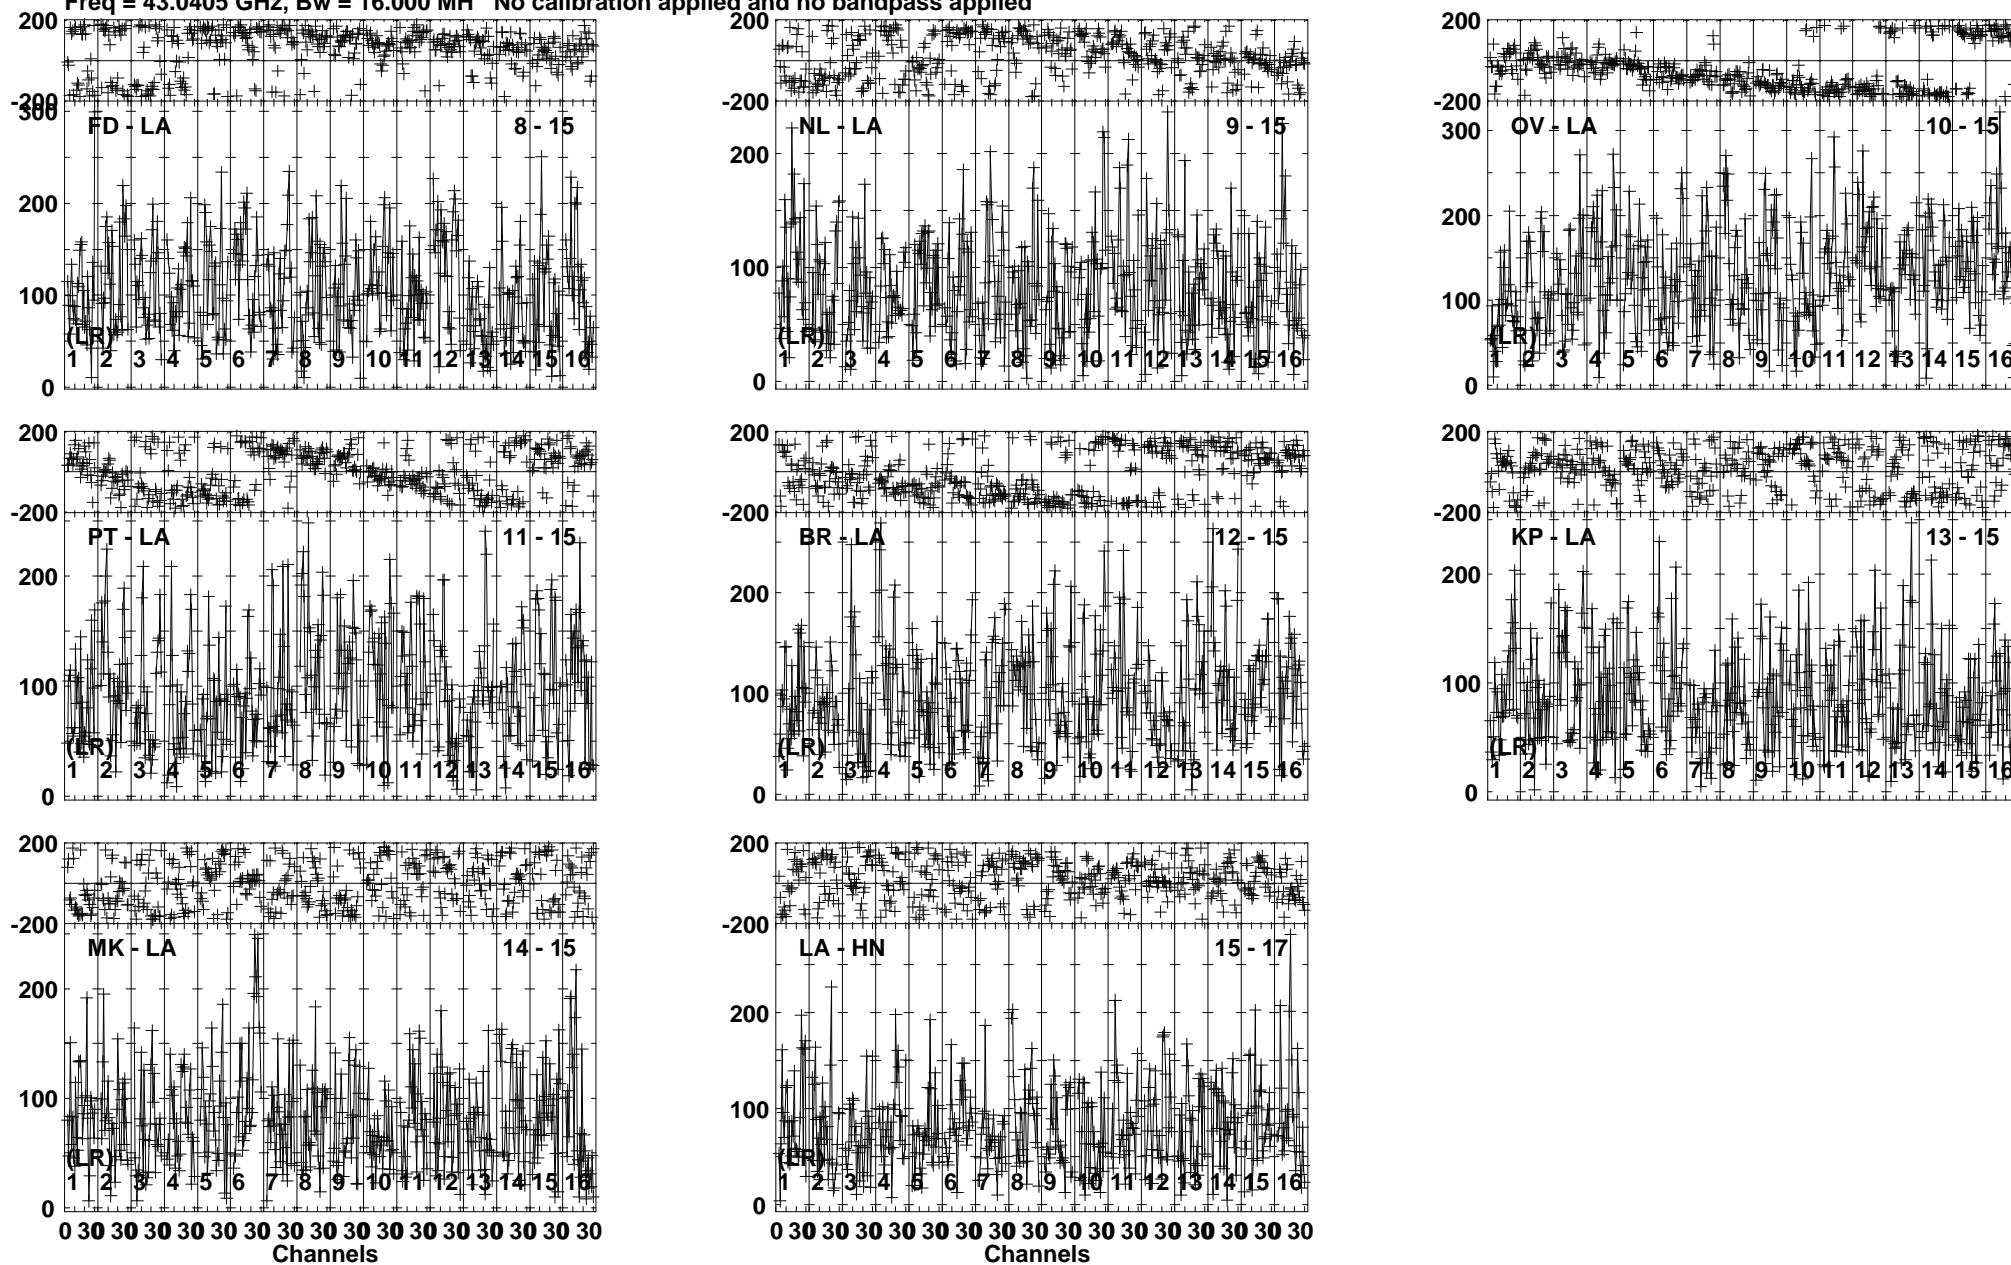 Freq = 43.0405 GHz, Bw = 16.000 MH No calibration applied and no bandpass applied
200
-200
300
200
100
0
FD - LA 8 - 15
(LR)
1 2 3 4 5 6 7 8 9 10 11 12 13 14 15 16
200
-200
200
100
0
NL - LA 9 - 15
(LR)
1 2 3 4 5 6 7 8 9 10 11 12 13 14 15 16
200
-200
300
200
100
0
OV - LA 10 - 15
(LR)
1 2 3 4 5 6 7 8 9 10 11 12 13 14 15 16
200
-200
200
100
0
PT - LA 11 - 15
(LR)
1 2 3 4 5 6 7 8 9 10 11 12 13 14 15 16
200
-200
200
100
0
BR - LA 12 - 15
(LR)
1 2 3 4 5 6 7 8 9 10 11 12 13 14 15 16
200
-200
200
100
0
KP - LA 13 - 15
(LR)
1 2 3 4 5 6 7 8 9 10 11 12 13 14 15 16
200
-200
200
100
0
MK - LA 14 - 15
(LR)
1 2 3 4 5 6 7 8 9 10 11 12 13 14 15 16
0 30 30 30 30 30 30 30 30 30 30 30 30 30 30 30 30
Channels
200
-200
200
100
0
LA - HN 15 - 17
(LR)
1 2 3 4 5 6 7 8 9 10 11 12 13 14 15 16
0 30 30 30 30 30 30 30 30 30 30 30 30 30 30 30 30
Channels